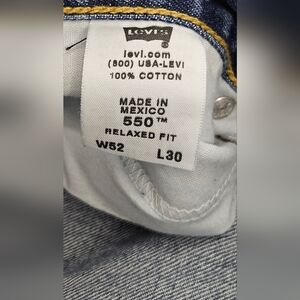 LEVI'S ®
levi.com
(800) USA-LEVI
100% COTTON
MADE IN
MEXICO
550™
RELAXED FIT
W52 L30